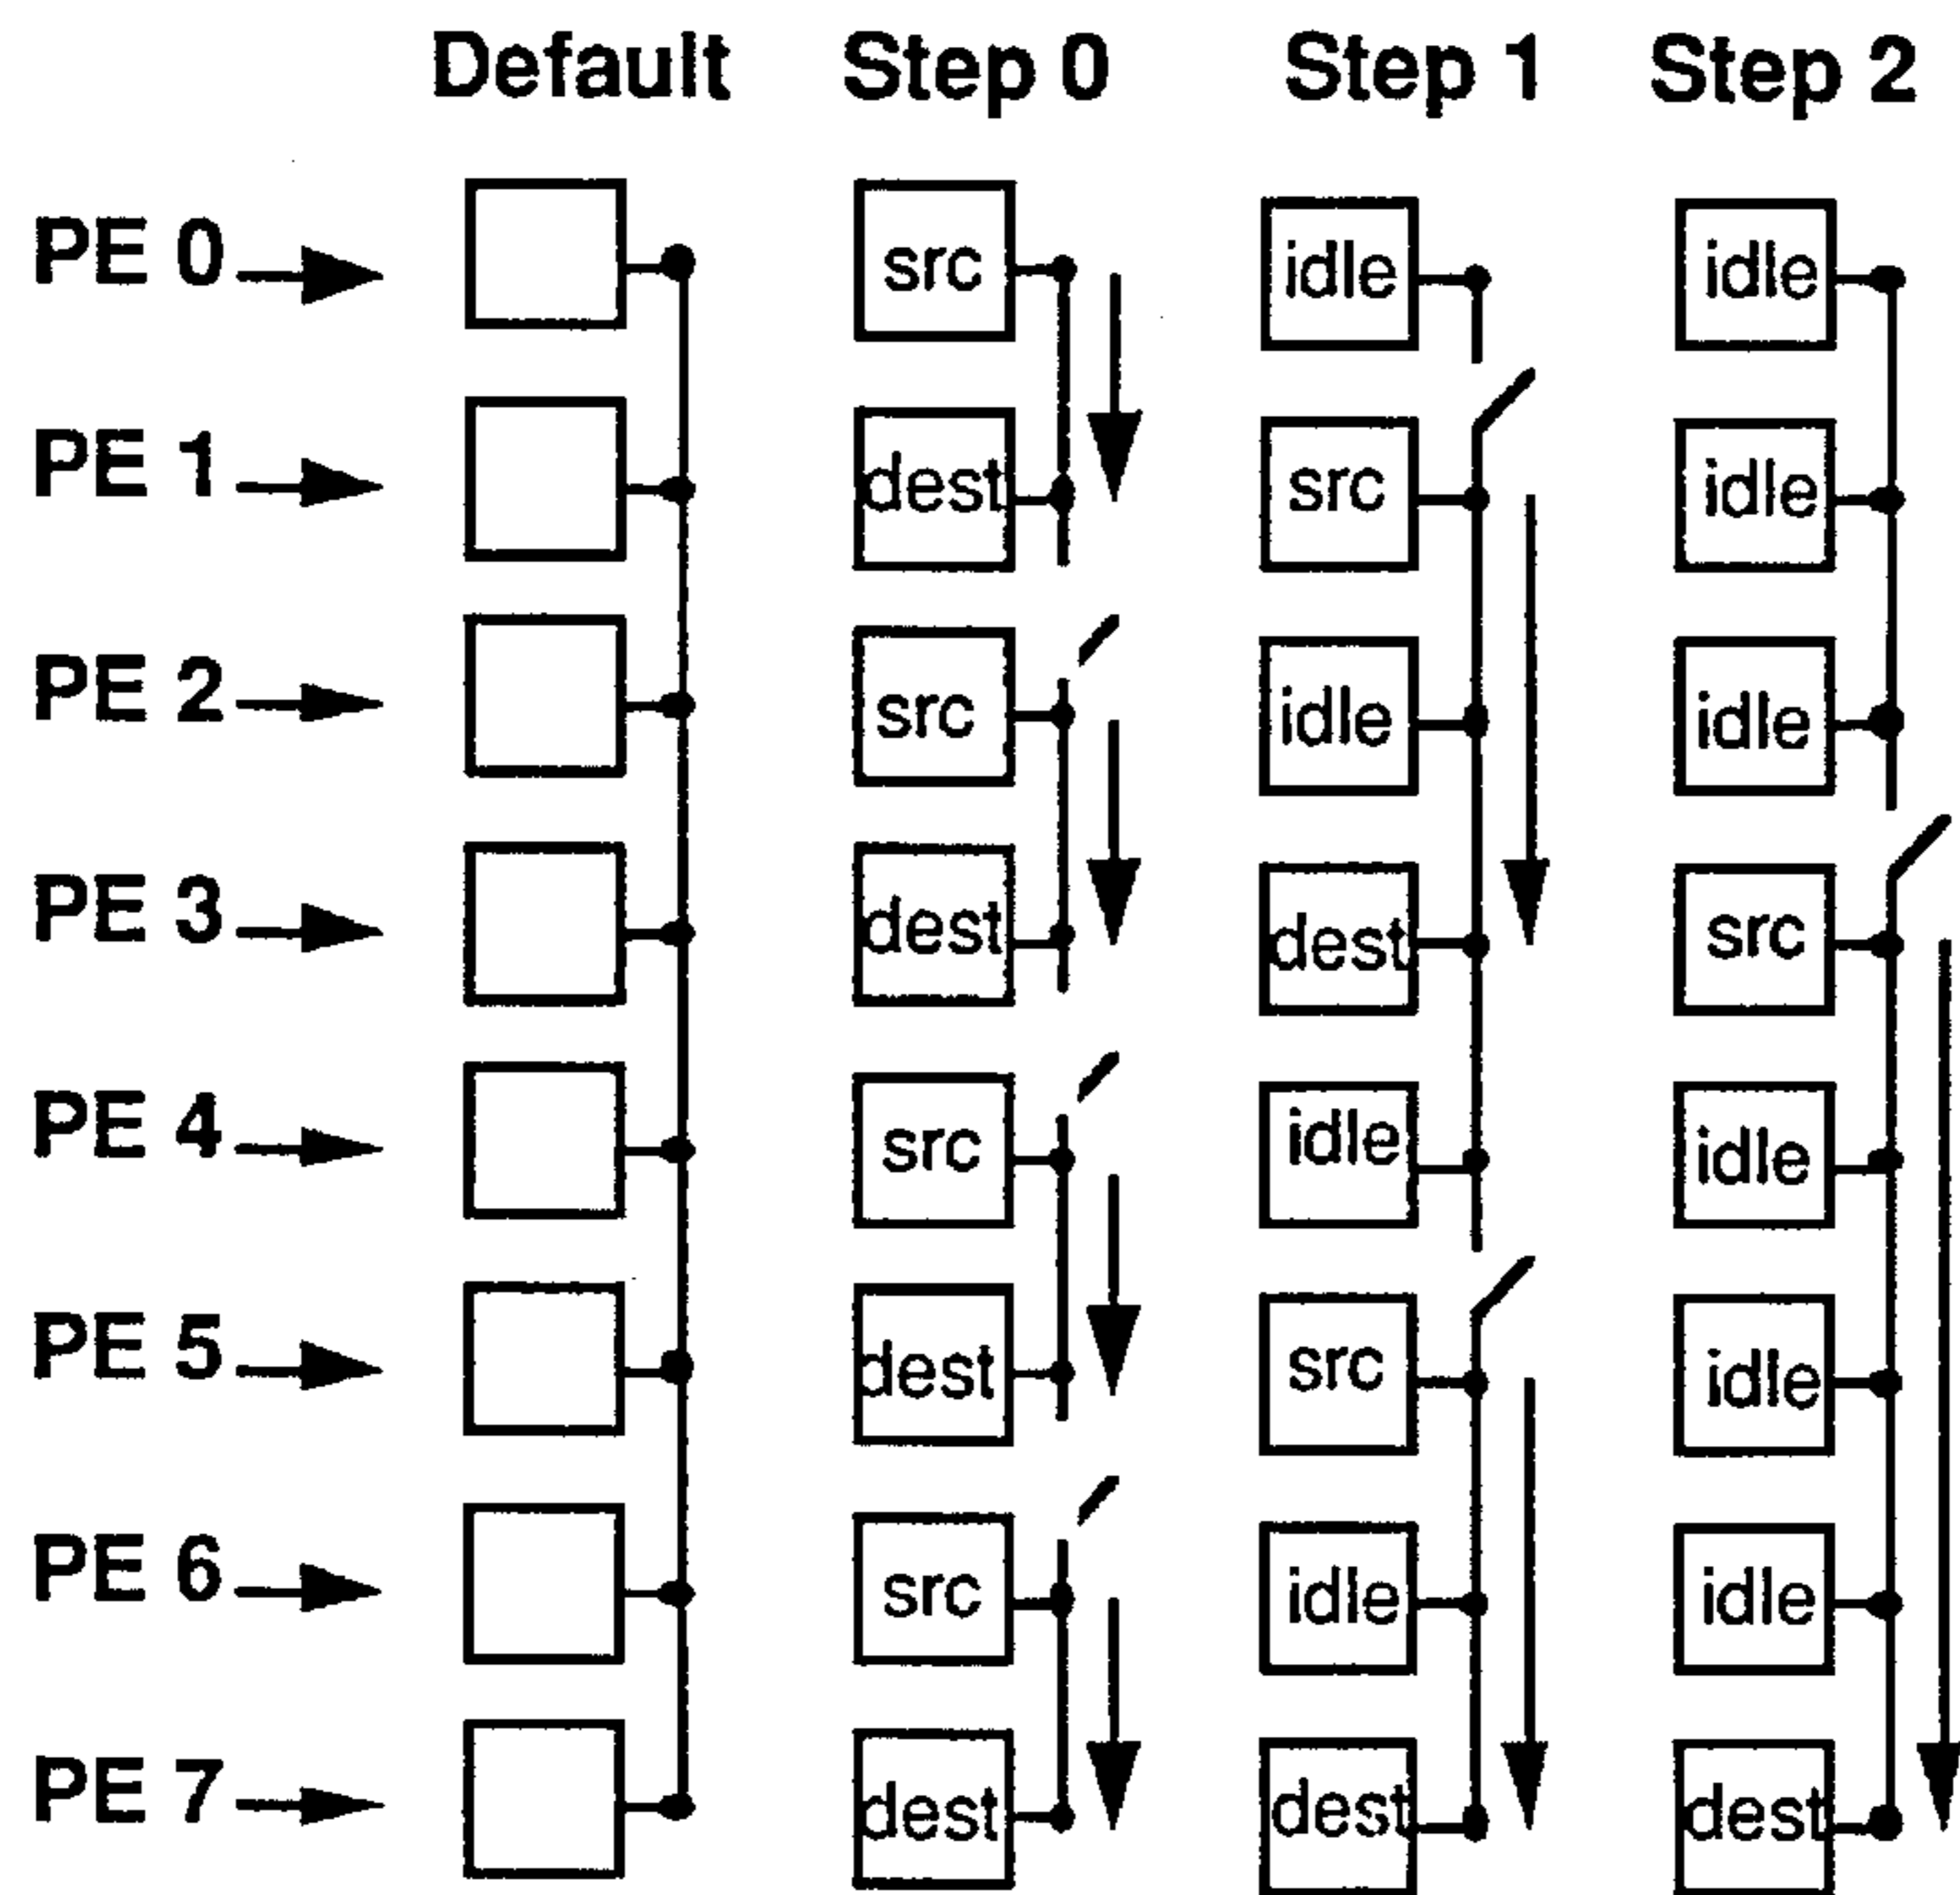 Default Step 0 Step 1 Step 2
PE 0 src idle idle
PE 1 dest src idle
PE 2 src idle idle
PE 3 dest dest src
PE 4 src idle idle
PE 5 dest src idle
PE 6 src idle idle
PE 7 dest dest dest